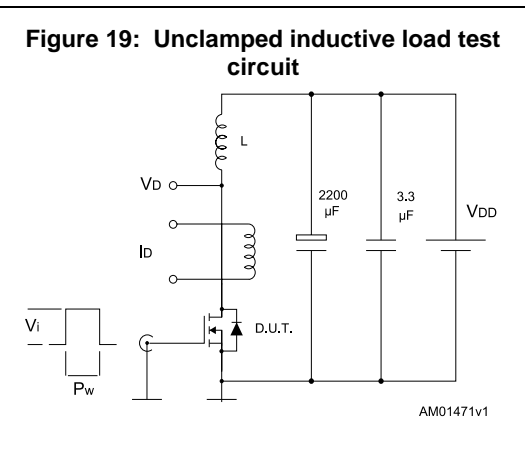 Figure 19: Unclamped inductive load test
circuit
L
VD
2200
µF
3.3
µF
VDD
ID
Vi
D.U.T.
Pw
AM01471v1